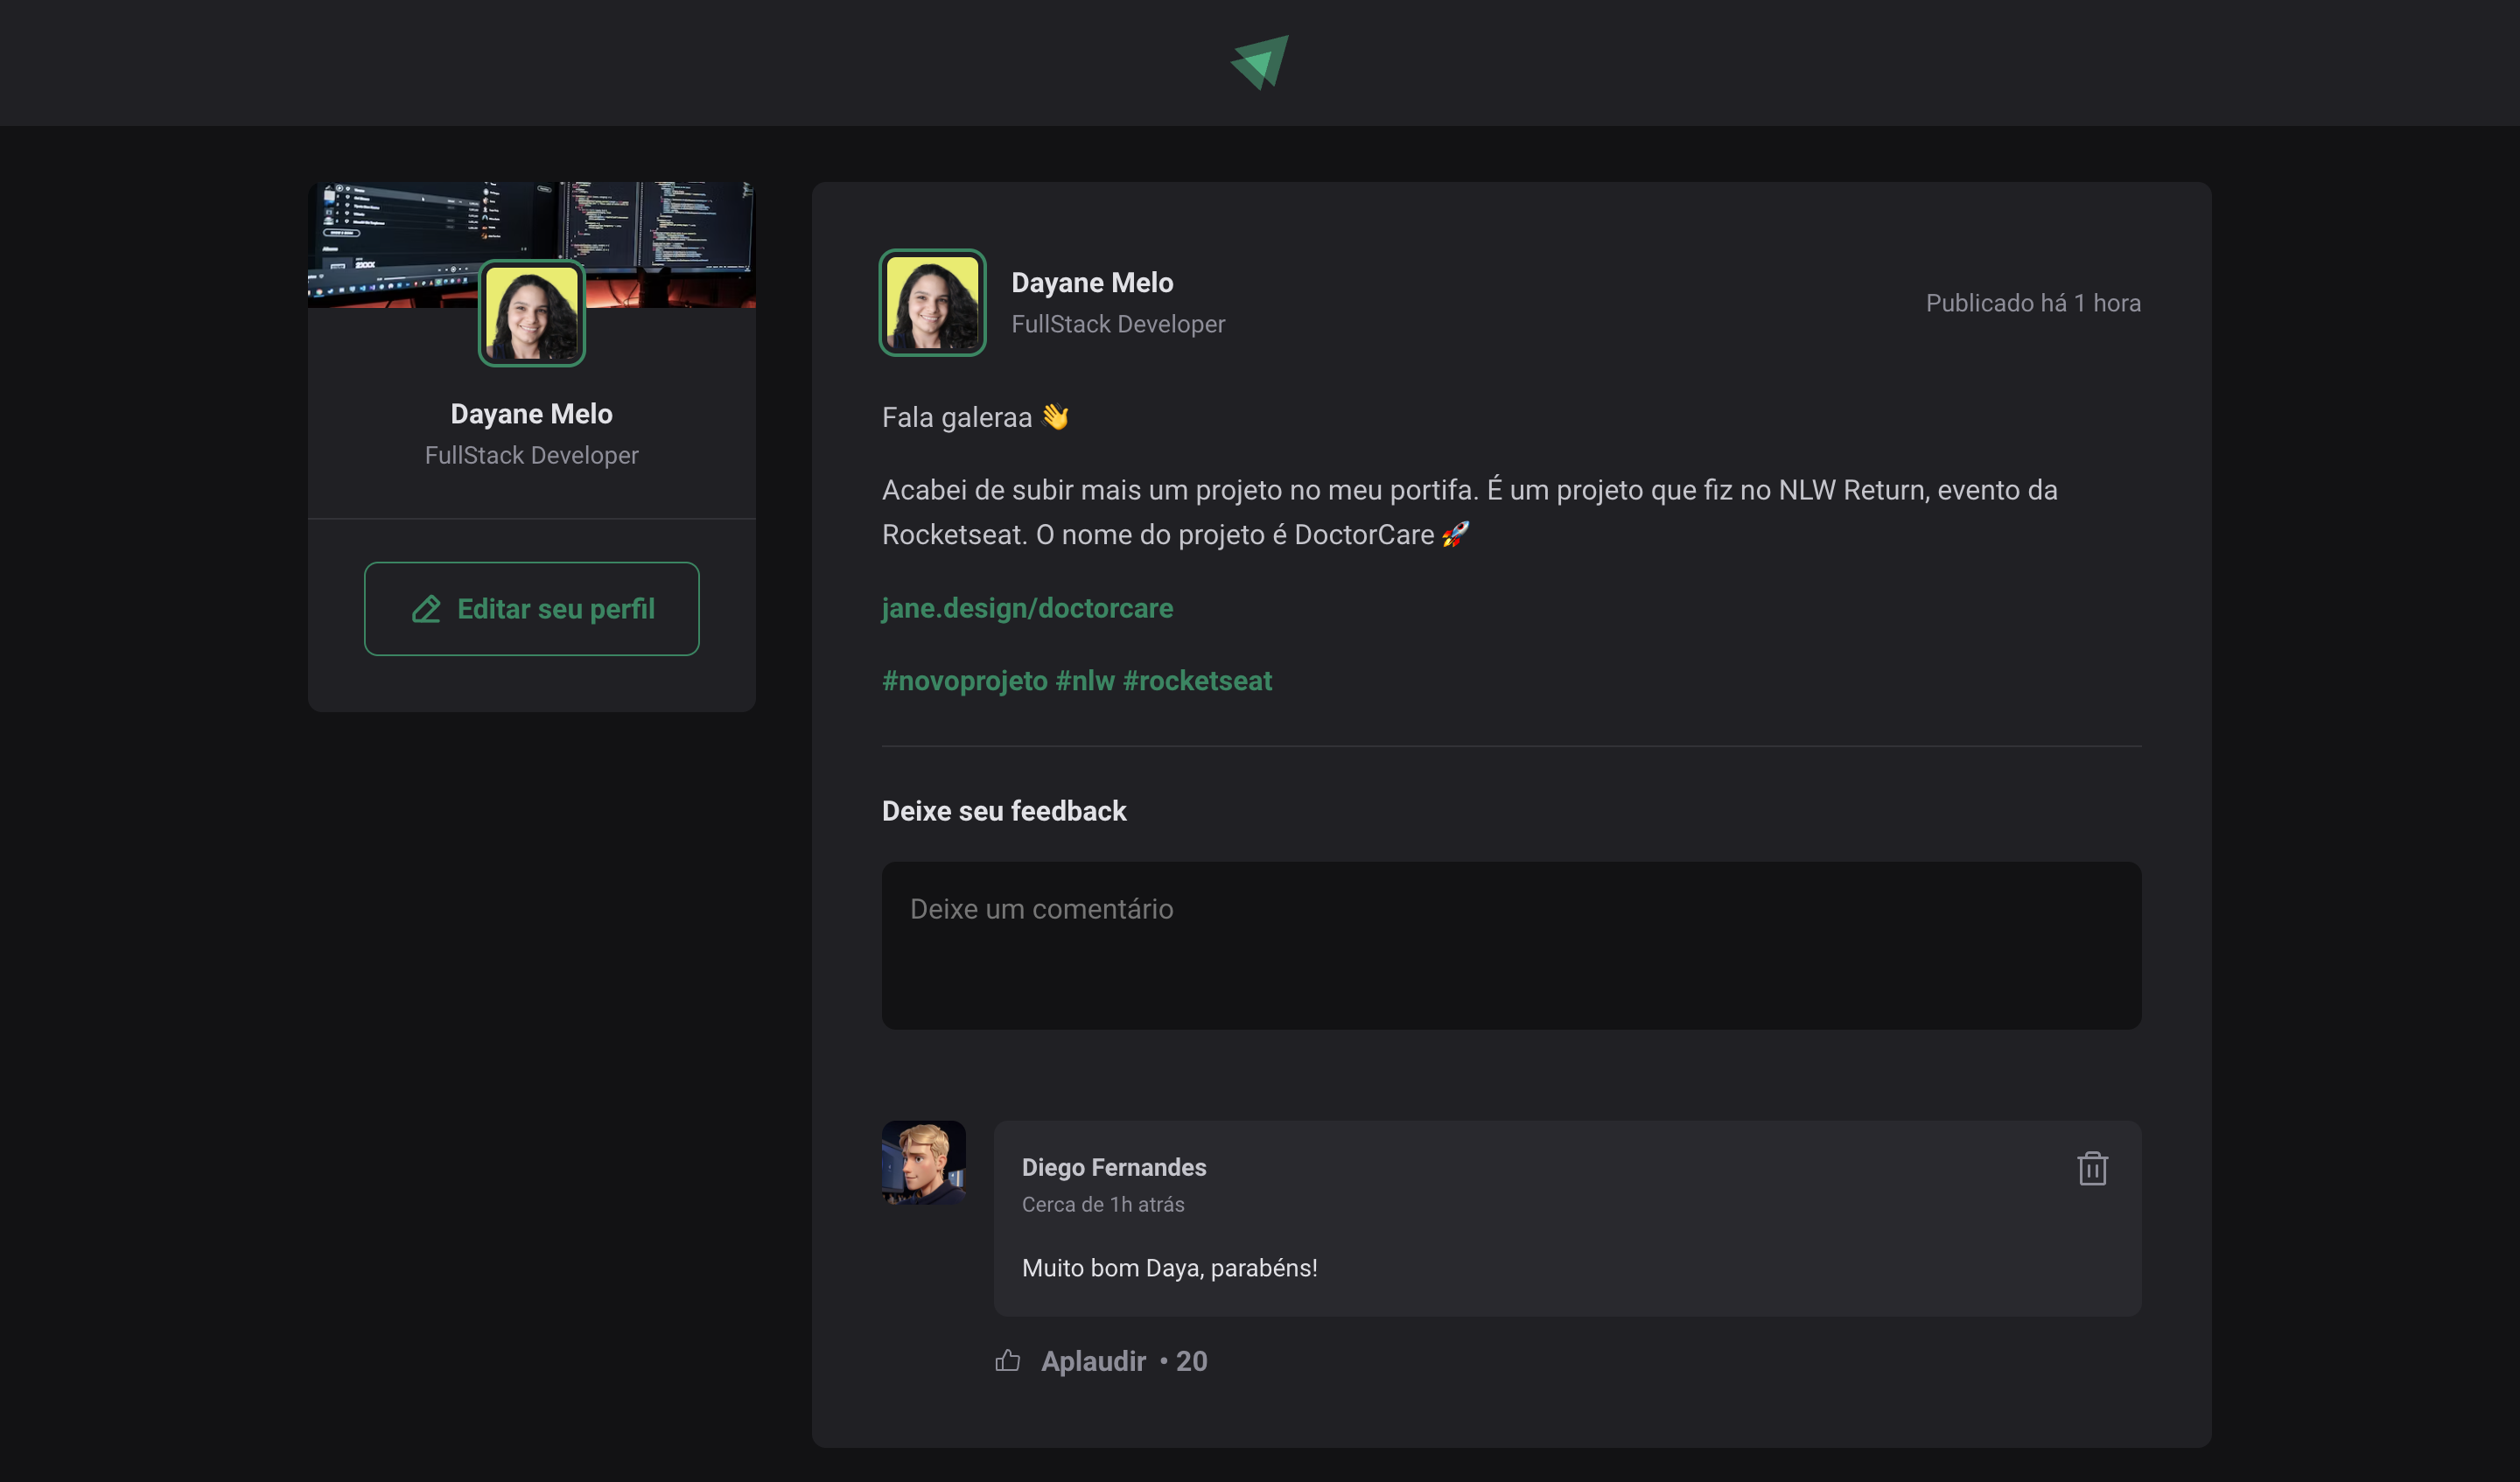 Dayane Melo
FullStack Developer
Editar seu perfil
Dayane Melo
FullStack Developer
Publicado há 1 hora
Fala galeraa 👋
Acabei de subir mais um projeto no meu portifa. É um projeto que fiz no NLW Return, evento da
Rocketseat. O nome do projeto é DoctorCare 🚀
jane.design/doctorcare
#novoprojeto #nlw #rocketseat
Deixe seu feedback
Deixe um comentário
Diego Fernandes
Cerca de 1h atrás
Muito bom Daya, parabéns!
Aplaudir • 20